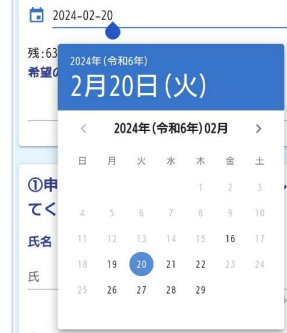 2024-02-20
残:63
希望の
2024年(令和6年)
2月20日(火)
< 2024年(令和6年)02月 >
日 月 火 水 木 金 土
1 2 3
4 5 6 7 8 9 10
11 12 13 14 15 16 17
18 19 20 21 22 23 24
25 26 27 28 29
①申
てく
氏名
氏